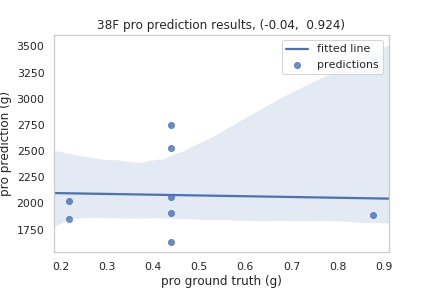 38F pro prediction results, (-0.04, 0.924)
fitted line
predictions
3500
3250
3000
2750
2500
2250
2000
1750
pro prediction (g)
0.2 0.3 0.4 0.5 0.6 0.7 0.8 0.9
pro ground truth (g)